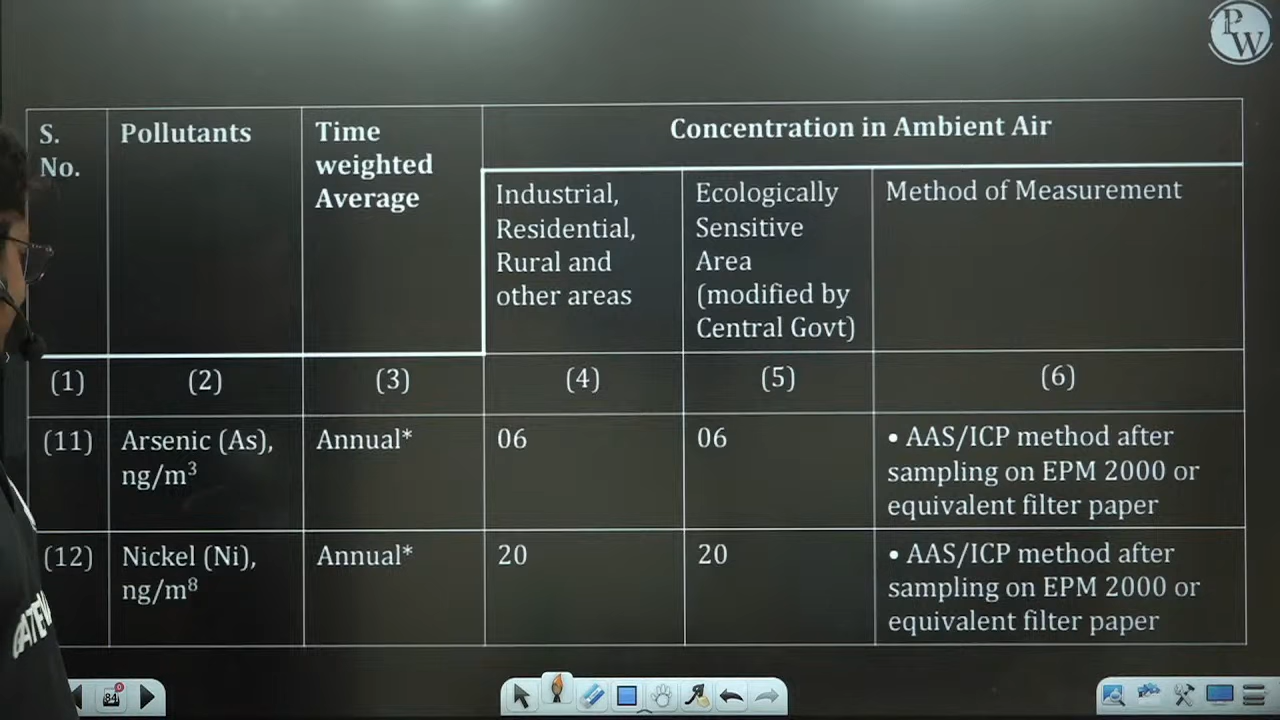 PW
S.
No.
Pollutants
Time
weighted
Average
Concentration in Ambient Air
Industrial,
Residential,
Rural and
other areas
Ecologically
Sensitive
Area
(modified by
Central Govt)
Method of Measurement
(1)
(2)
(3)
(4)
(5)
(6)
(11)
Arsenic (As),
ng/m³
Annual*
06
06
• AAS/ICP method after
sampling on EPM 2000 or
equivalent filter paper
(12)
Nickel (Ni),
ng/m⁸
Annual*
20
20
• AAS/ICP method after
sampling on EPM 2000 or
equivalent filter paper
84